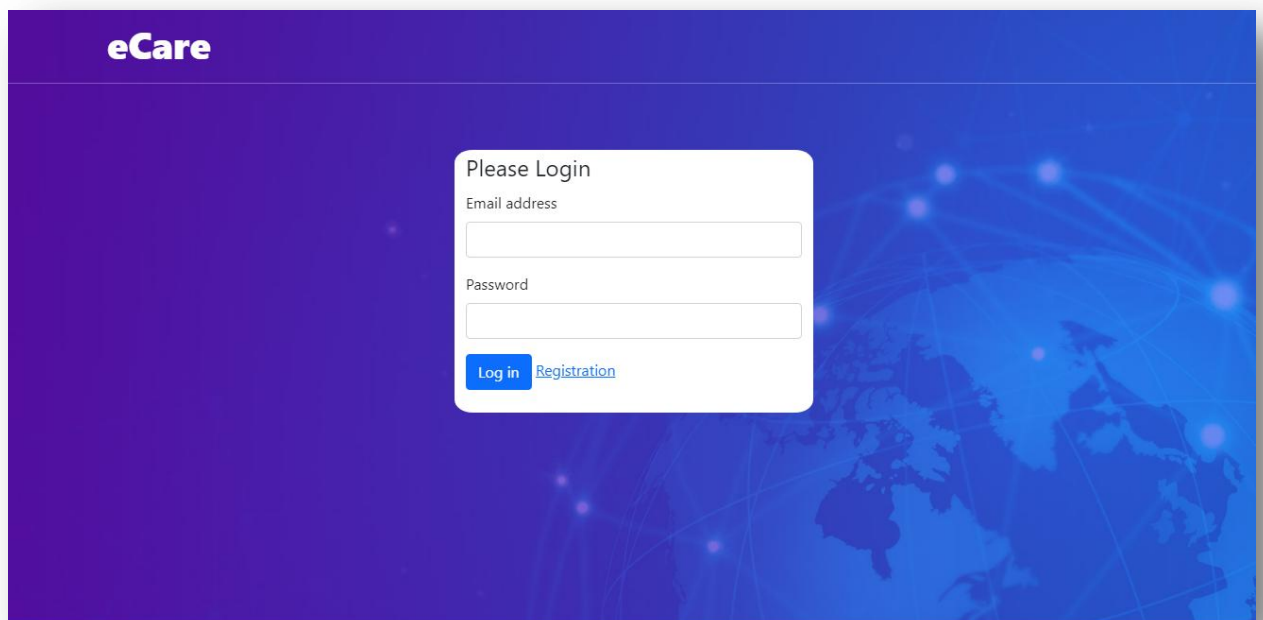 eCare
Please Login
Email address
Password
Log in Registration